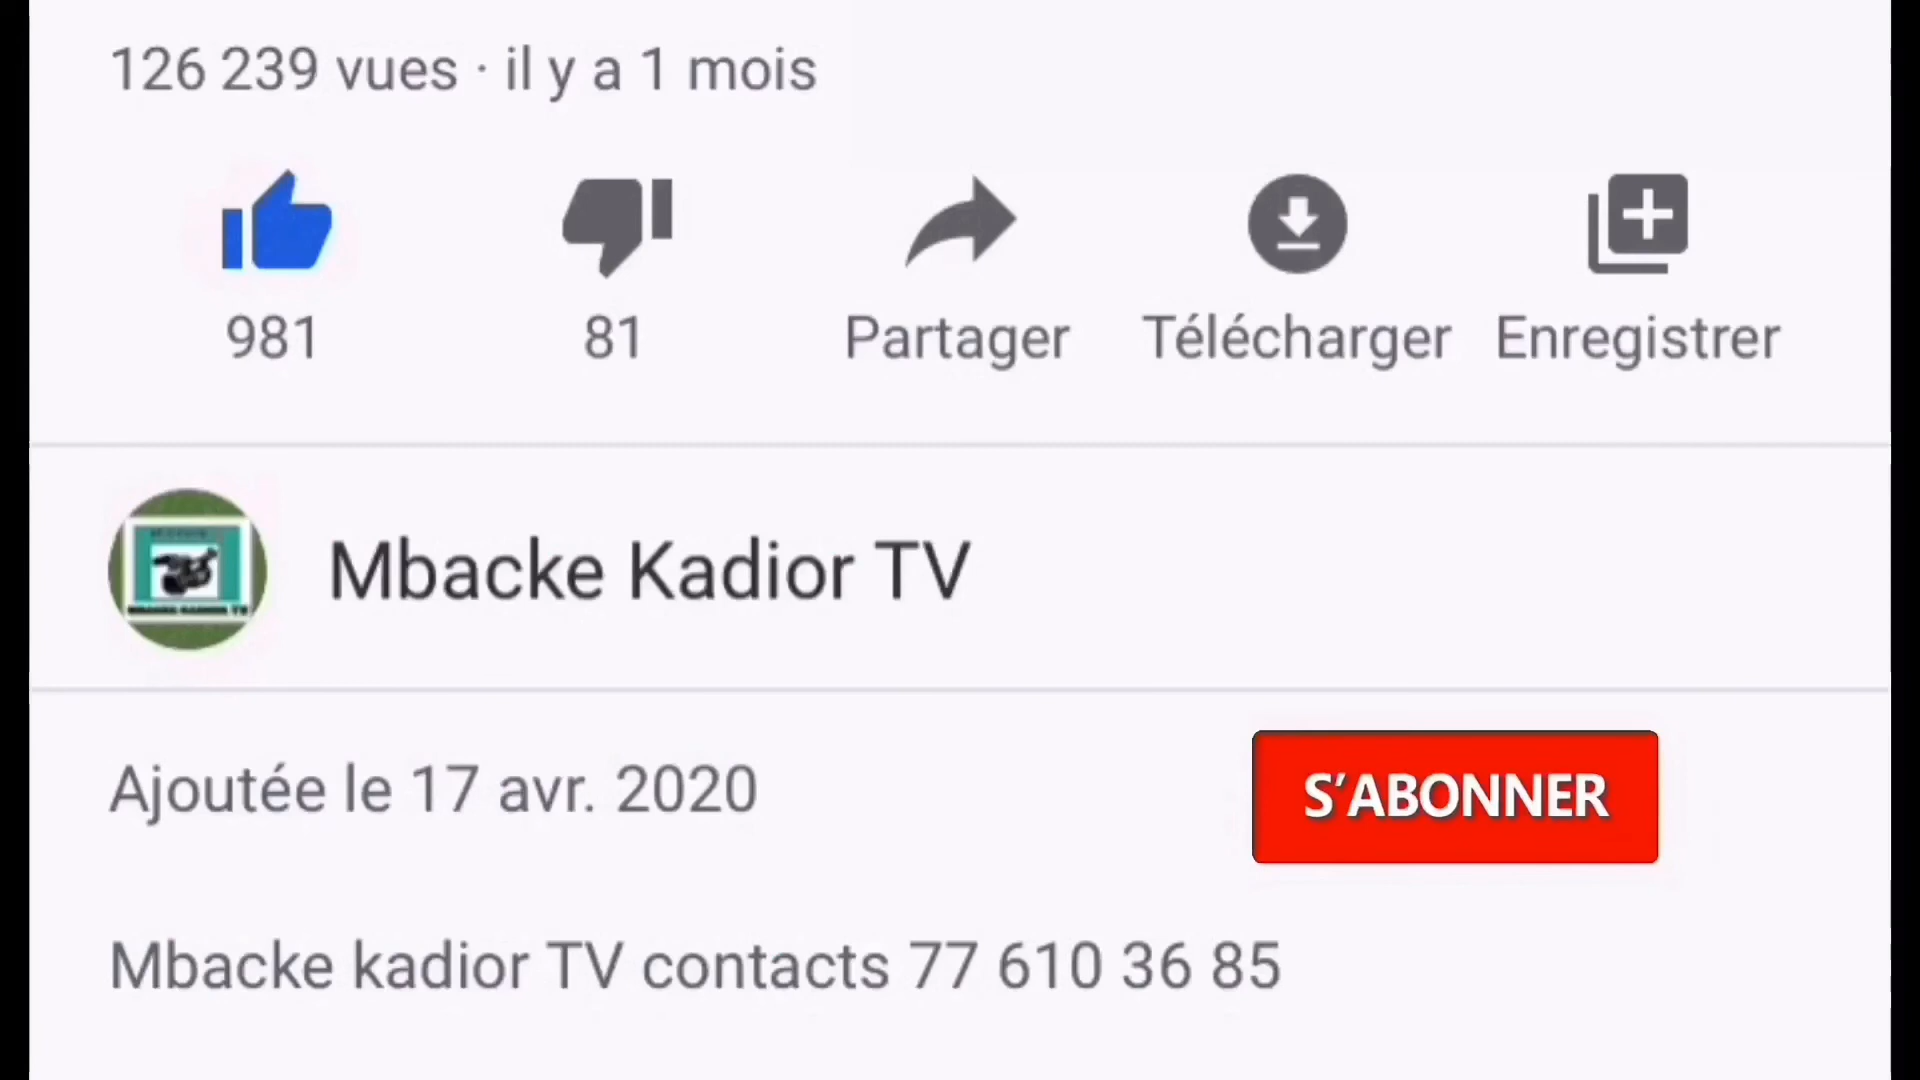 126 239 vues · il y a 1 mois
981 81 Partager Télécharger Enregistrer
Mbacke Kadior TV
Ajoutée le 17 avr. 2020
S'ABONNER
Mbacke kadior TV contacts 77 610 36 85